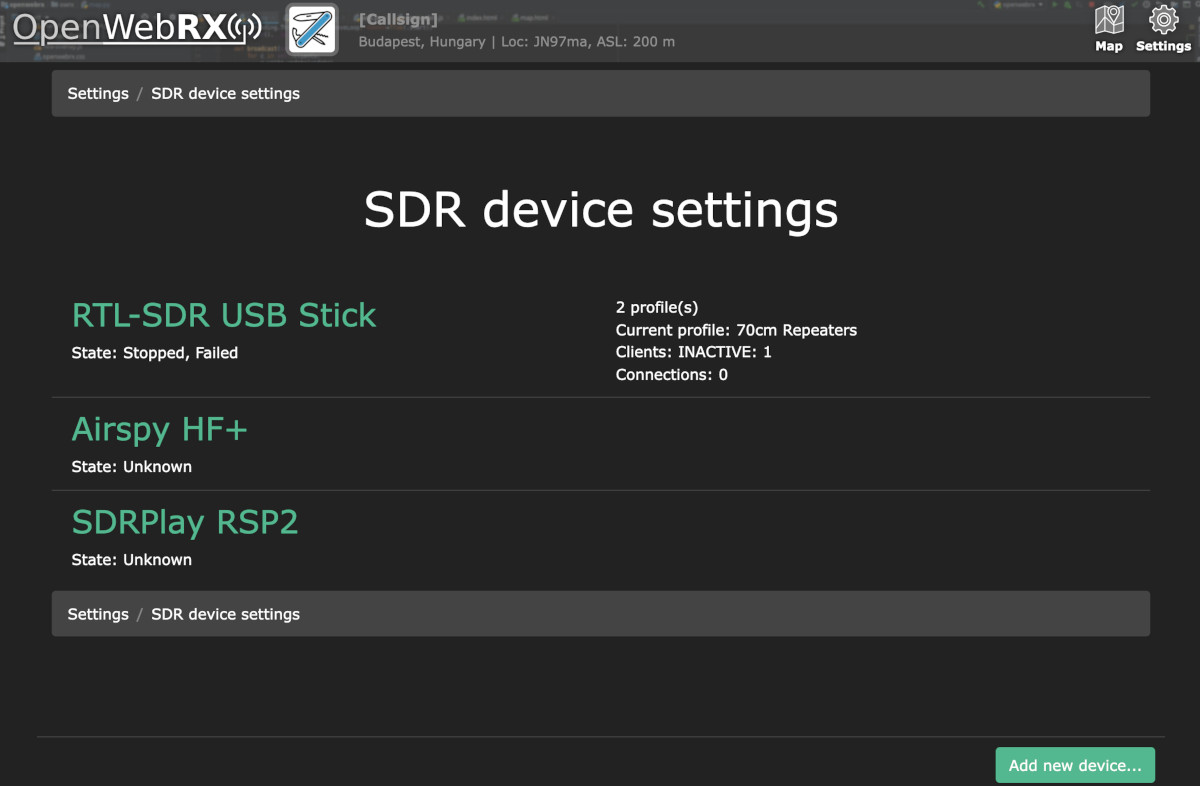 OpenWebRX
[Callsign]
Budapest, Hungary | Loc: JN97ma, ASL: 200 m
Map
Settings
Settings / SDR device settings
SDR device settings
RTL-SDR USB Stick
State: Stopped, Failed
2 profile(s)
Current profile: 70cm Repeaters
Clients: INACTIVE: 1
Connections: 0
Airspy HF+
State: Unknown
SDRPlay RSP2
State: Unknown
Settings / SDR device settings
Add new device...